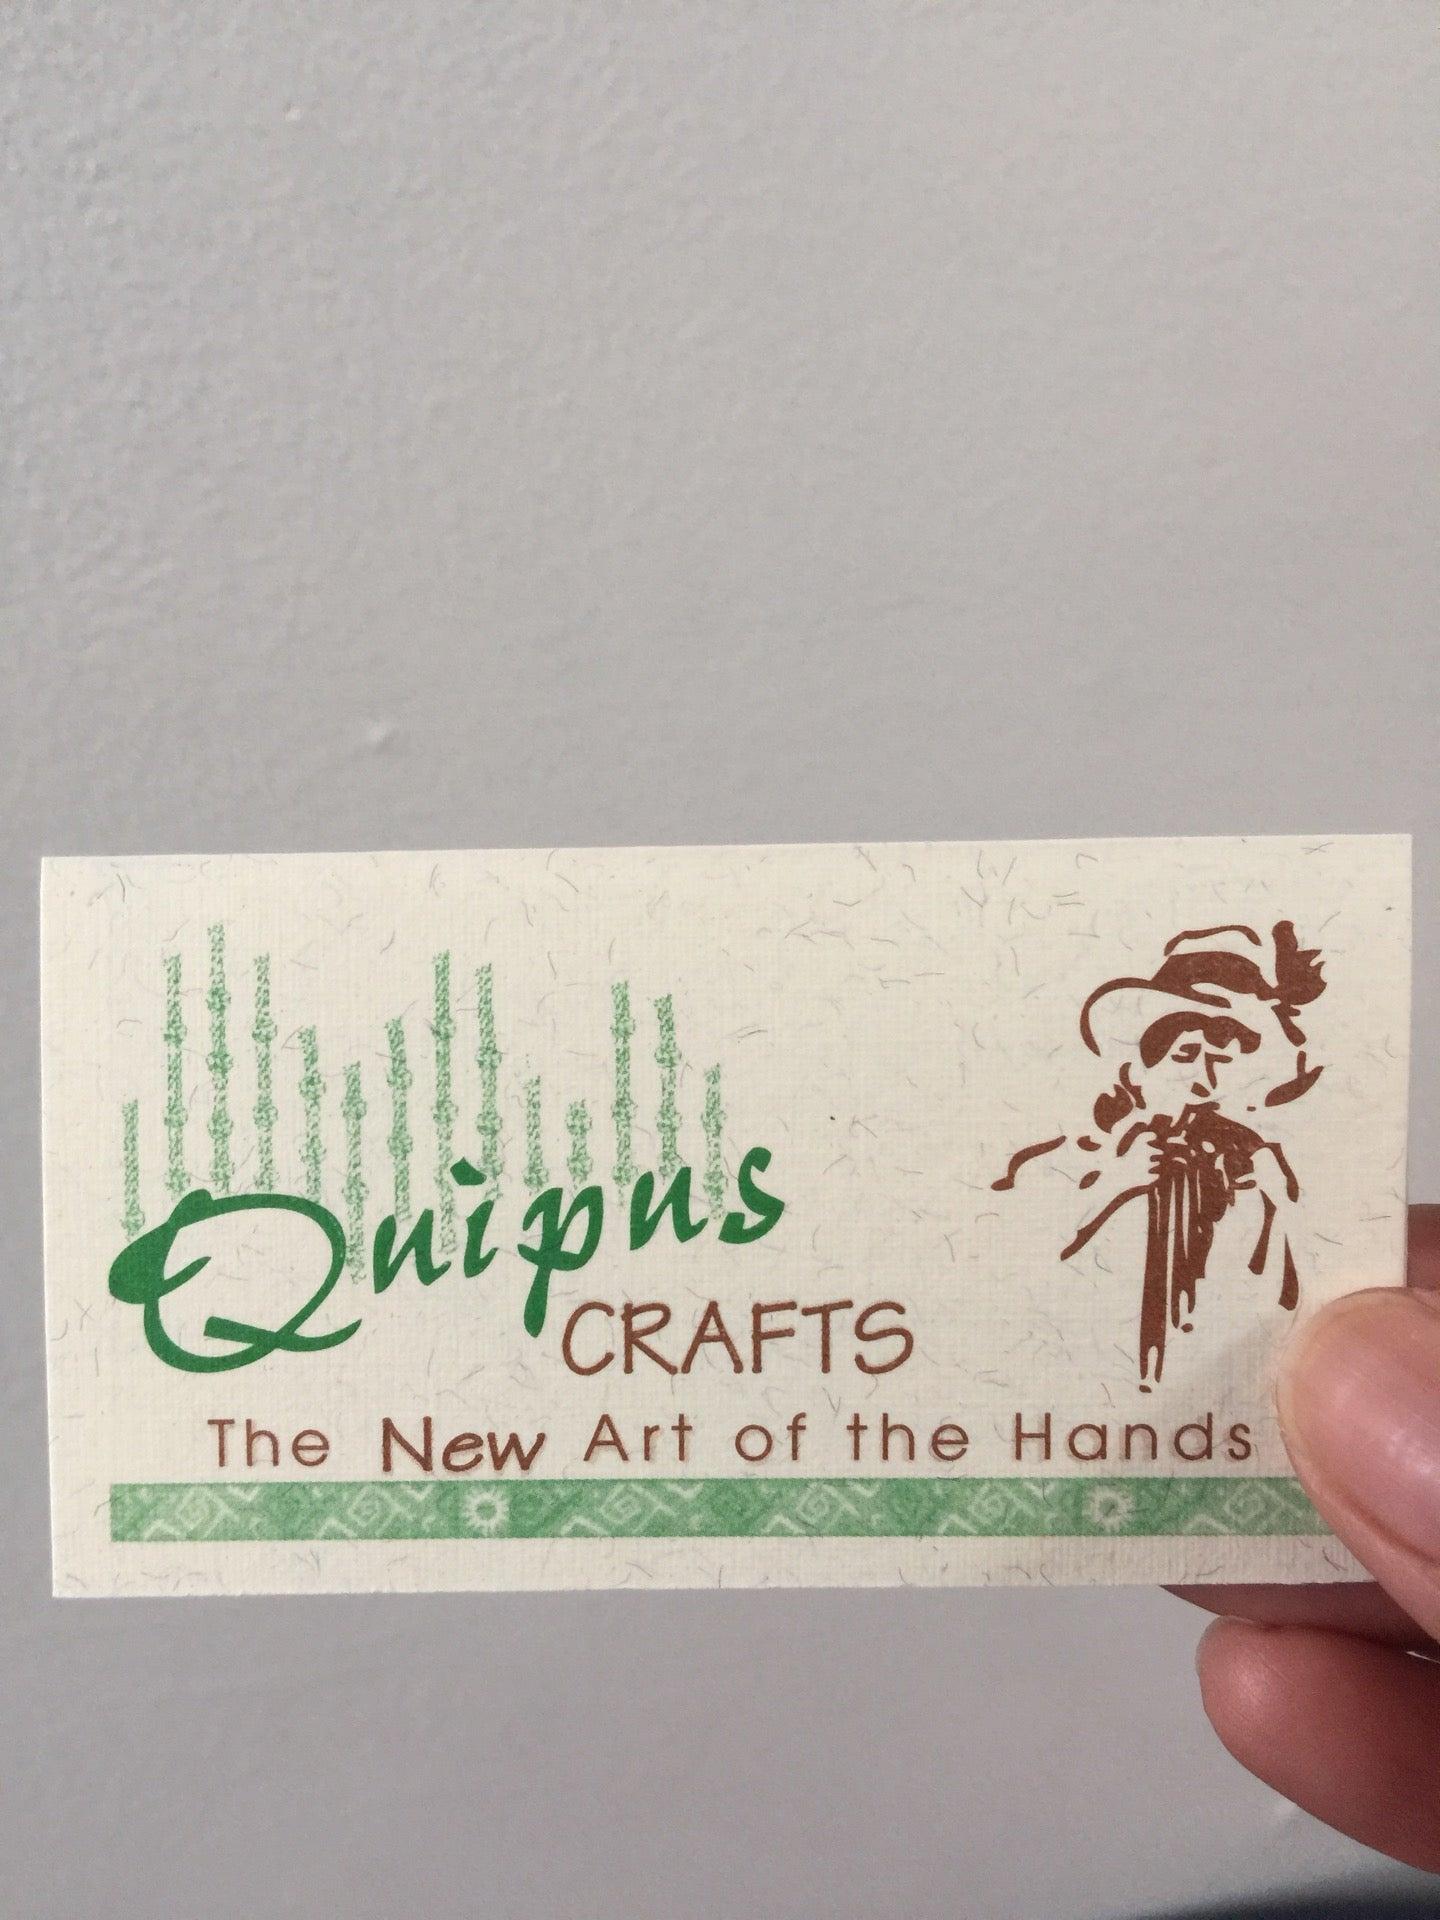 Quipus
CRAFTS
The New Art of the Hands